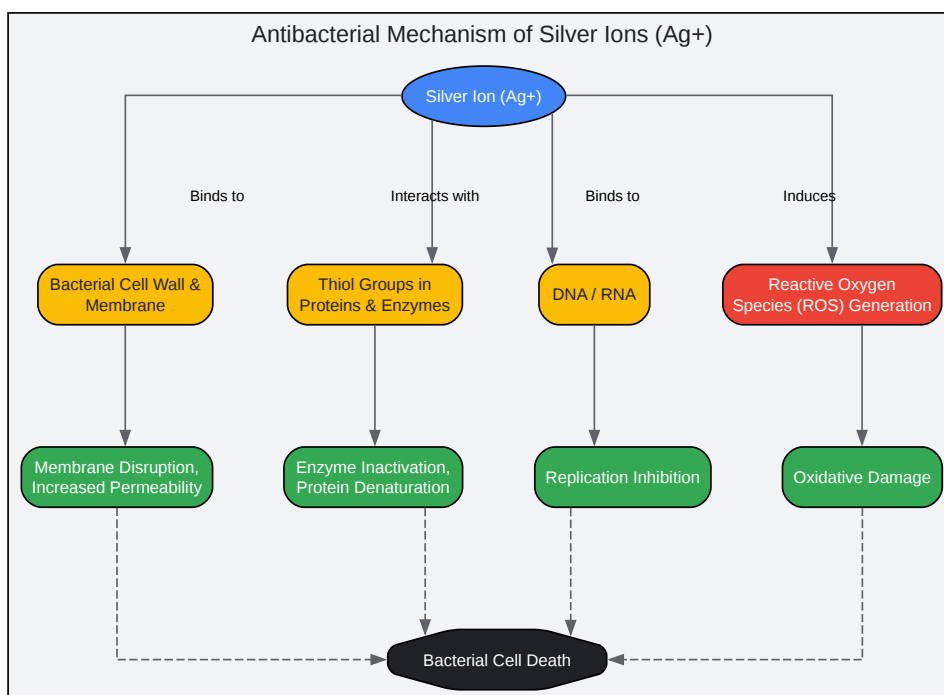 Antibacterial Mechanism of Silver Ions (Ag+)
Silver Ion (Ag+)
Binds to
Interacts with
Binds to
Induces
Bacterial Cell Wall &
Membrane
Thiol Groups in
Proteins & Enzymes
DNA / RNA
Reactive Oxygen
Species (ROS) Generation
Membrane Disruption,
Increased Permeability
Enzyme Inactivation,
Protein Denaturation
Replication Inhibition
Oxidative Damage
Bacterial Cell Death